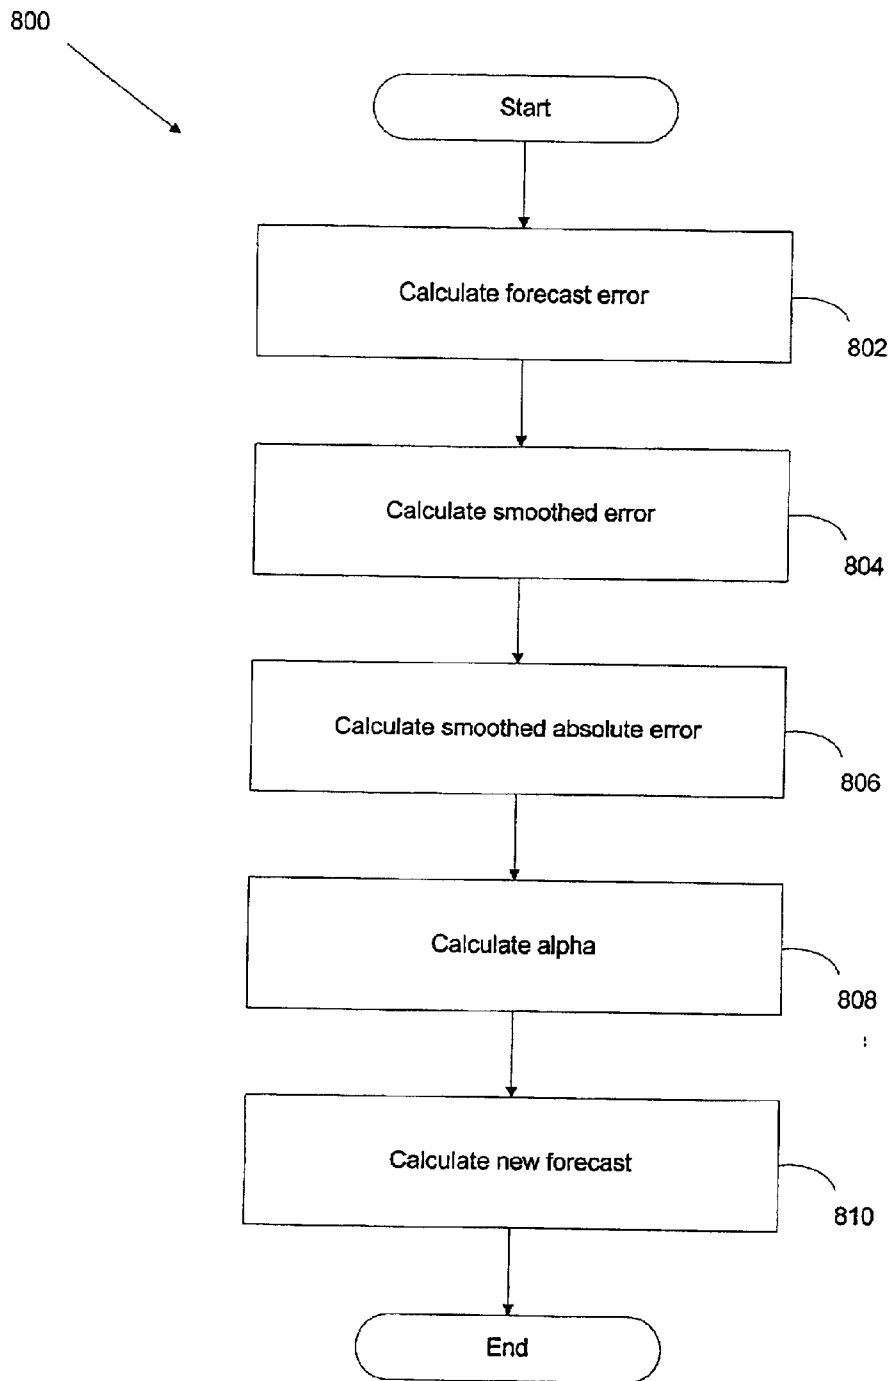 800
Start
Calculate forecast error
802
Calculate smoothed error
804
Calculate smoothed absolute error
806
Calculate alpha
808
Calculate new forecast
810
End